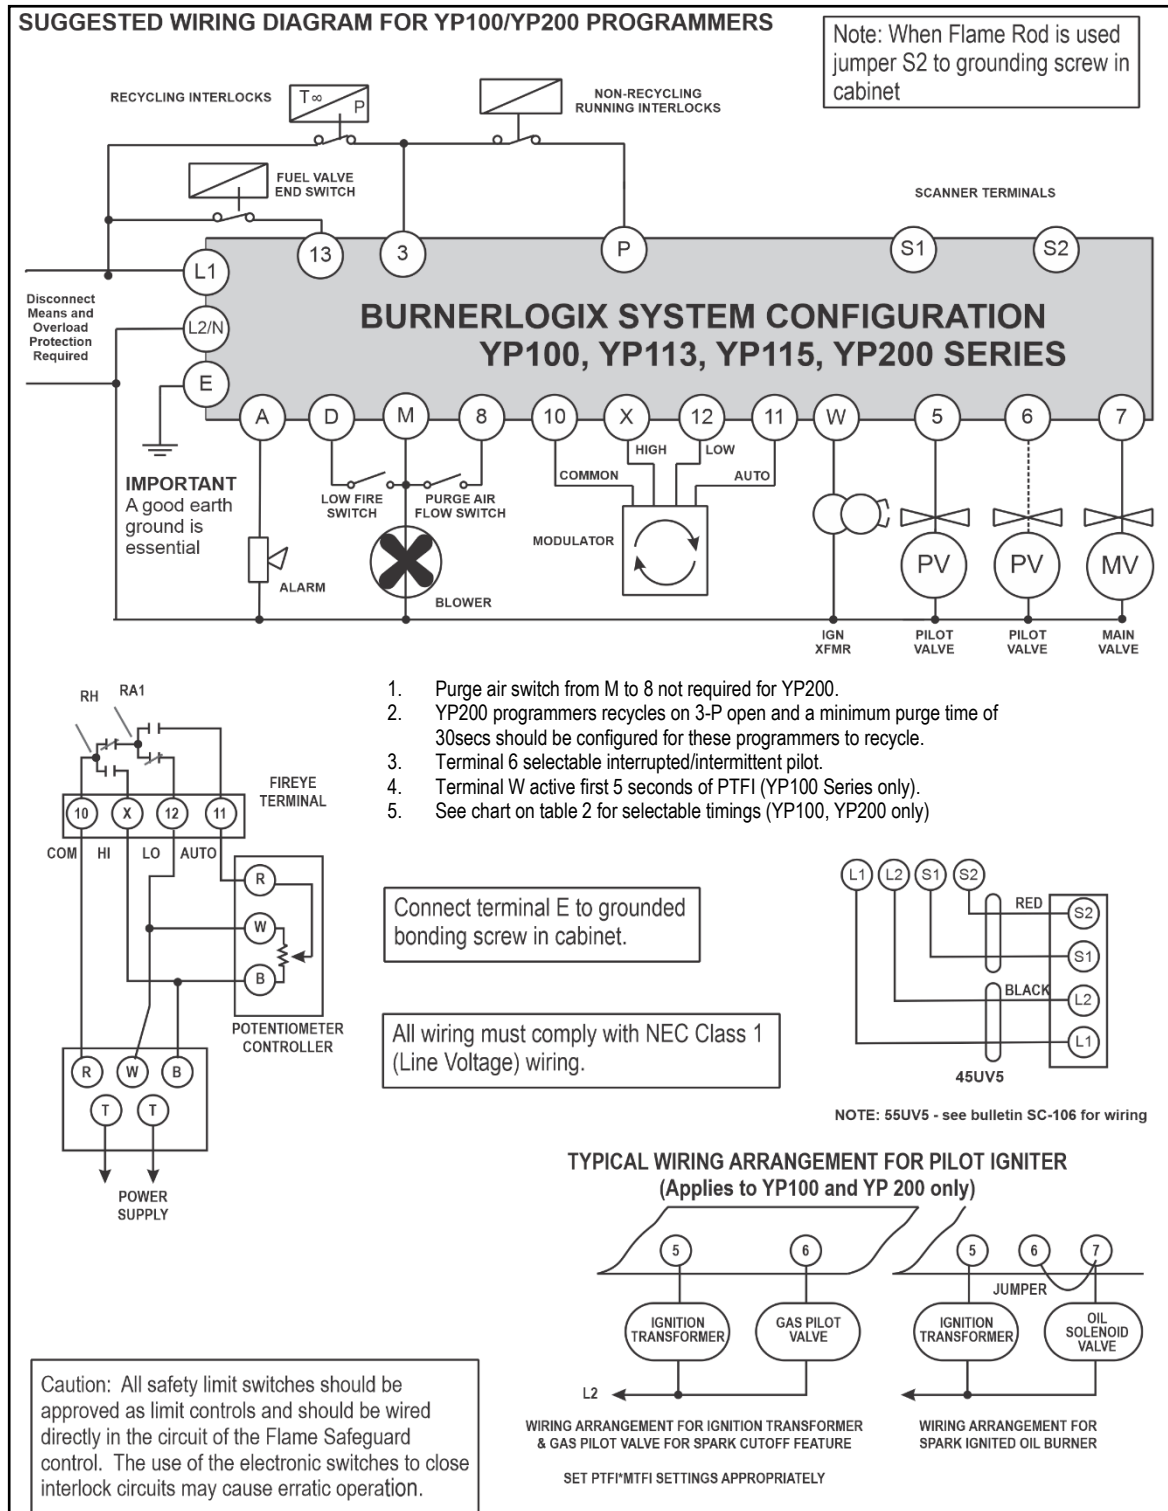 SUGGESTED WIRING DIAGRAM FOR YP100/YP200 PROGRAMMERS
Note: When Flame Rod is used
jumper S2 to grounding screw in
cabinet
RECYCLING INTERLOCKS
T∞
P
NON-RECYCLING
RUNNING INTERLOCKS
FUEL VALVE
END SWITCH
SCANNER TERMINALS
13
3
P
S1
S2
L1
Disconnect
Means and
Overload
Protection
Required
L2/N
E
BURNERLOGIX SYSTEM CONFIGURATION
YP100, YP113, YP115, YP200 SERIES
A
D
M
8
10
X
12
11
W
5
6
7
HIGH
LOW
COMMON
AUTO
IMPORTANT
A good earth
ground is
essential
LOW FIRE
SWITCH
PURGE AIR
FLOW SWITCH
MODULATOR
PV
PV
MV
ALARM
BLOWER
IGN
XFMR
PILOT
VALVE
PILOT
VALVE
MAIN
VALVE
1. Purge air switch from M to 8 not required for YP200.
2. YP200 programmers recycles on 3-P open and a minimum purge time of
30secs should be configured for these programmers to recycle.
3. Terminal 6 selectable interrupted/intermittent pilot.
4. Terminal W active first 5 seconds of PTFI (YP100 Series only).
5. See chart on table 2 for selectable timings (YP100, YP200 only)
RH
RA1
FIREYE
TERMINAL
10
X
12
11
COM
HI
LO
AUTO
R
W
B
POTENTIOMETER
CONTROLLER
R
W
B
T
T
POWER
SUPPLY
Connect terminal E to grounded
bonding screw in cabinet.
All wiring must comply with NEC Class 1
(Line Voltage) wiring.
L1
L2
S1
S2
RED
S2
S1
BLACK
L2
L1
45UV5
NOTE: 55UV5 - see bulletin SC-106 for wiring
TYPICAL WIRING ARRANGEMENT FOR PILOT IGNITER
(Applies to YP100 and YP 200 only)
5
6
5
6
7
JUMPER
IGNITION
TRANSFORMER
GAS PILOT
VALVE
IGNITION
TRANSFORMER
OIL
SOLENOID
VALVE
L2
WIRING ARRANGEMENT FOR IGNITION TRANSFORMER
& GAS PILOT VALVE FOR SPARK CUTOFF FEATURE
SET PTFI*MTFI SETTINGS APPROPRIATELY
WIRING ARRANGEMENT FOR
SPARK IGNITED OIL BURNER
Caution: All safety limit switches should be
approved as limit controls and should be wired
directly in the circuit of the Flame Safeguard
control. The use of the electronic switches to close
interlock circuits may cause erratic operation.